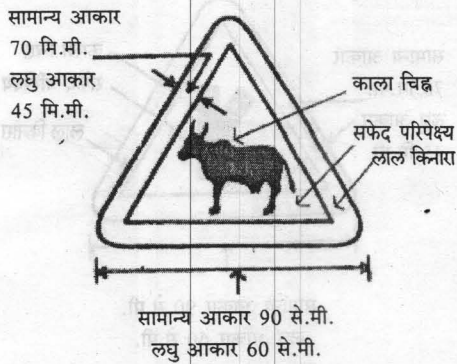 सामान्य आकार
70 मि.मी.
लघु आकार
45 मि.मी.
काला चिह्न
सफेद परिपेक्ष्य
लाल किनारा
सामान्य आकार 90 से.मी.
लघु आकार 60 से.मी.